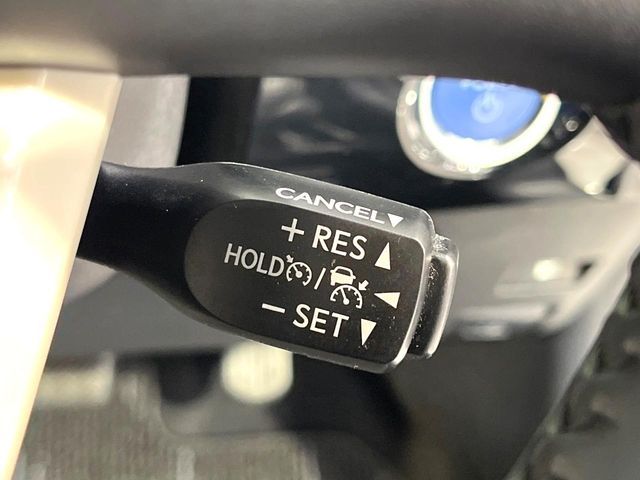 CANCEL▼
+ RES ▲
HOLD / ◀
− SET ▼